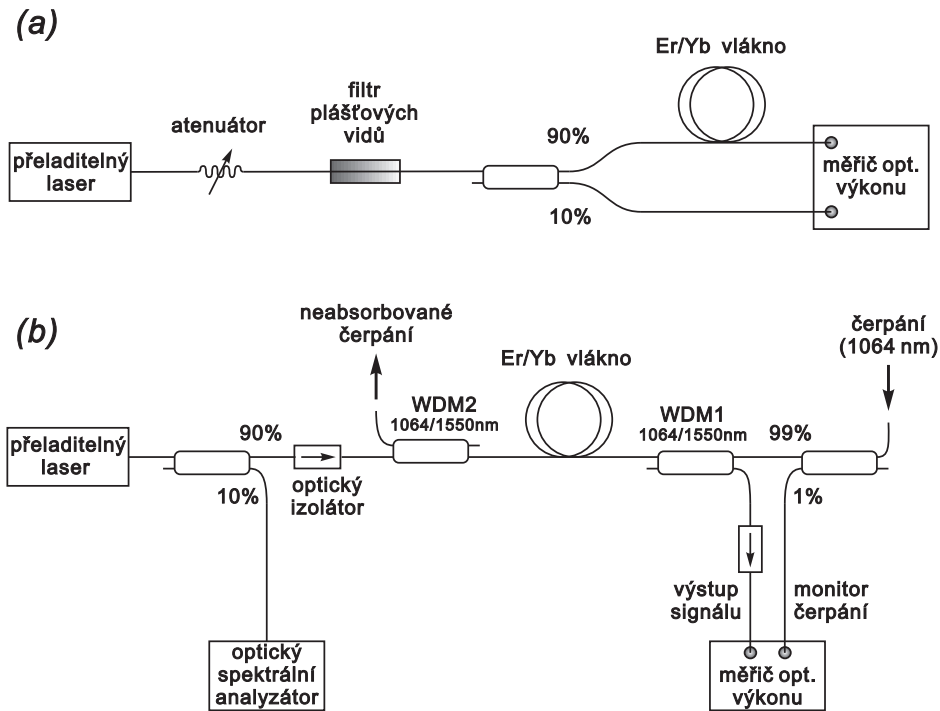 (a)
Er/Yb vlákno
filtr
plášťových
vidů
atenuátor
90%
přeladitelný
laser
měřič opt.
výkonu
10%
(b)
neabsorbované
čerpání
čerpání
(1064 nm)
Er/Yb vlákno
WDM2
1064/1550nm
WDM1
1064/1550nm
90%
99%
přeladitelný
laser
10%
optický
izolátor
1%
výstup
signálu
monitor
čerpání
optický
spektrální
analyzátor
měřič opt.
výkonu